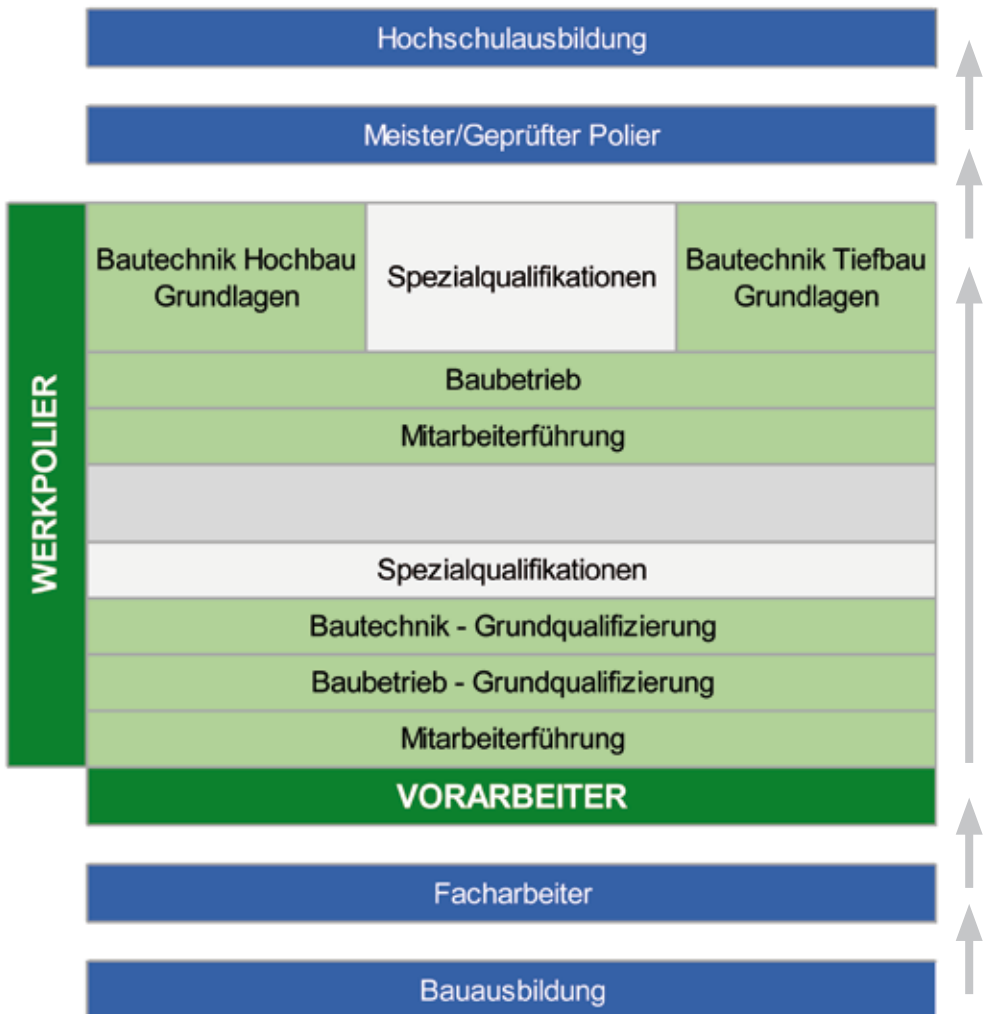 Hochschulausbildung
Meister/Geprüfter Polier
WERKPOLIER
Bautechnik Hochbau
Grundlagen
Spezialqualifikationen
Bautechnik Tiefbau
Grundlagen
Baubetrieb
Mitarbeiterführung
Spezialqualifikationen
Bautechnik - Grundqualifizierung
Baubetrieb - Grundqualifizierung
Mitarbeiterführung
VORARBEITER
Facharbeiter
Bauausbildung